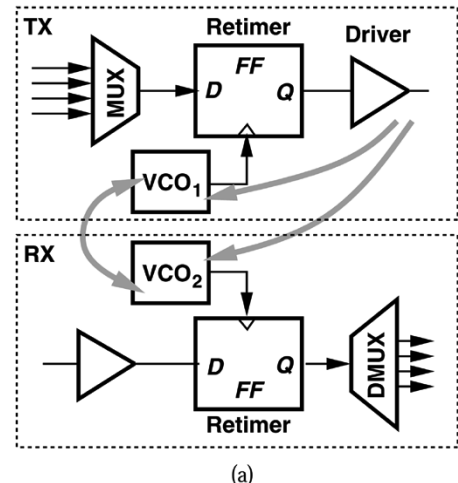 TX
Retimer
Driver
MUX
D
FF
Q
VCO1
RX
VCO2
D
FF
Q
DMUX
Retimer
(a)